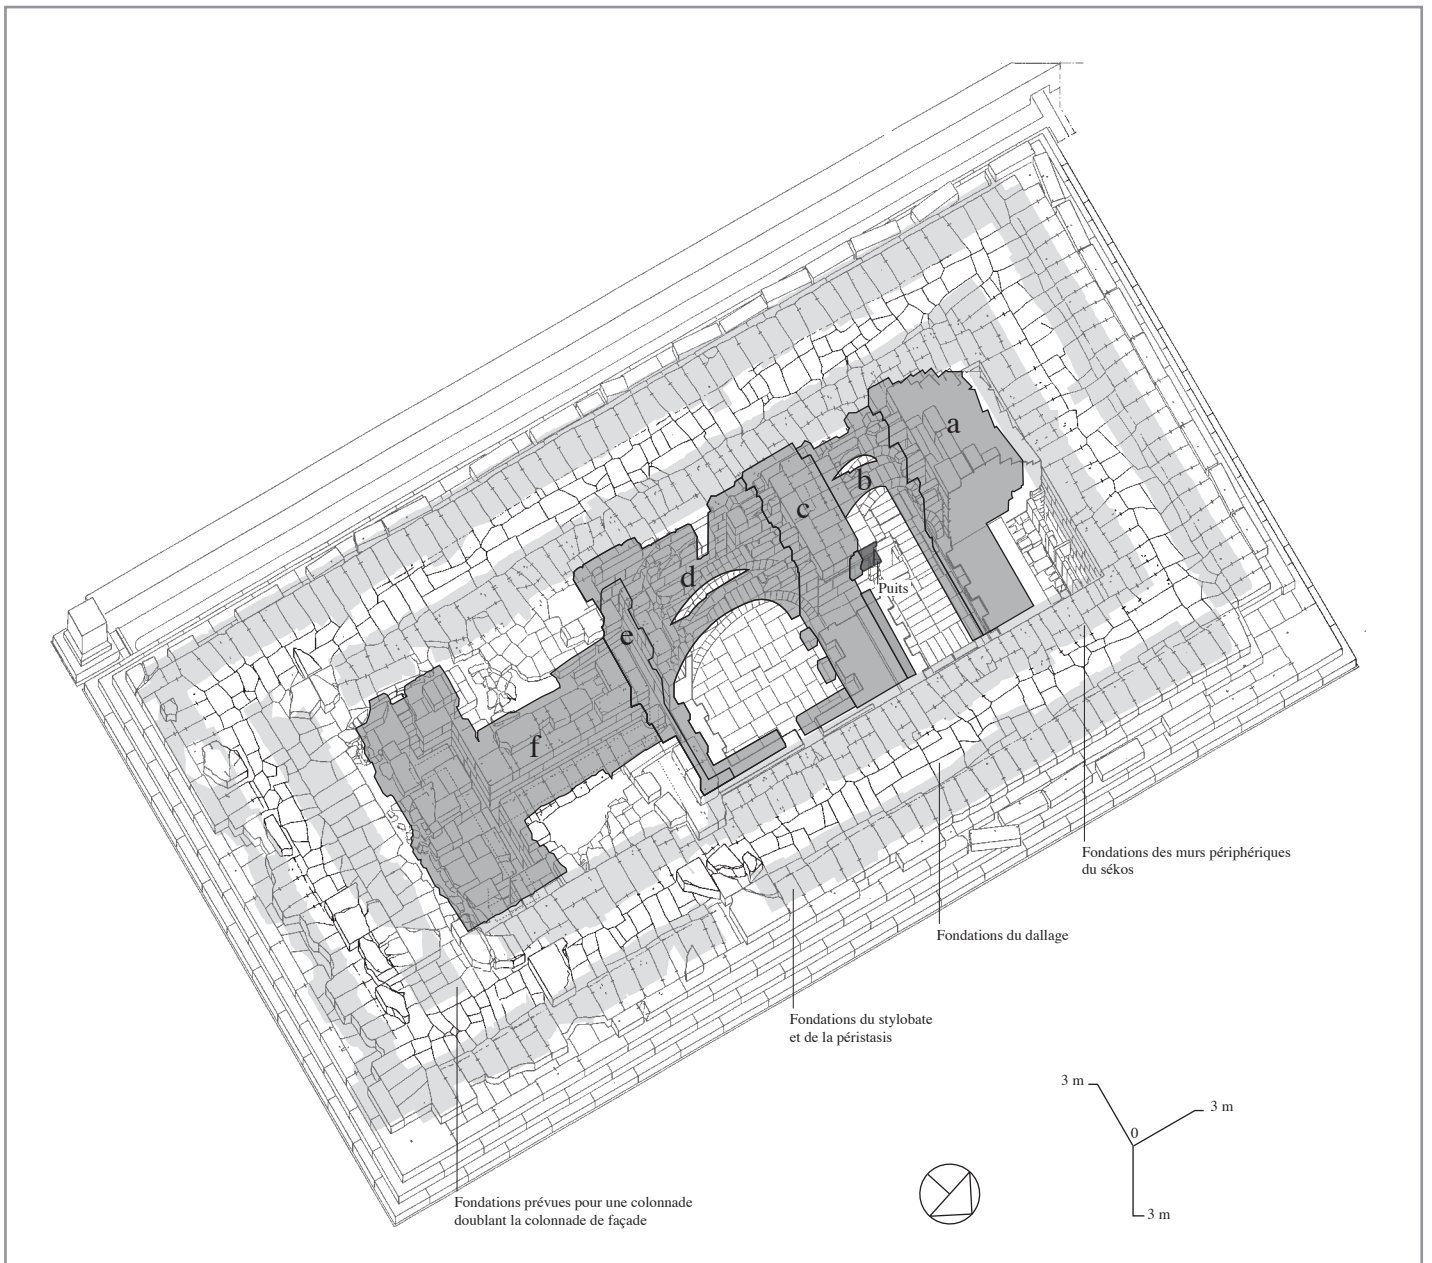 a
b
c
d
e
f
Puits
Fondations des murs périphériques
du sékos
Fondations du dallage
Fondations du stylobate
et de la péristasis
Fondations prévues pour une colonnade
doublant la colonnade de façade
3 m
3 m
0
3 m